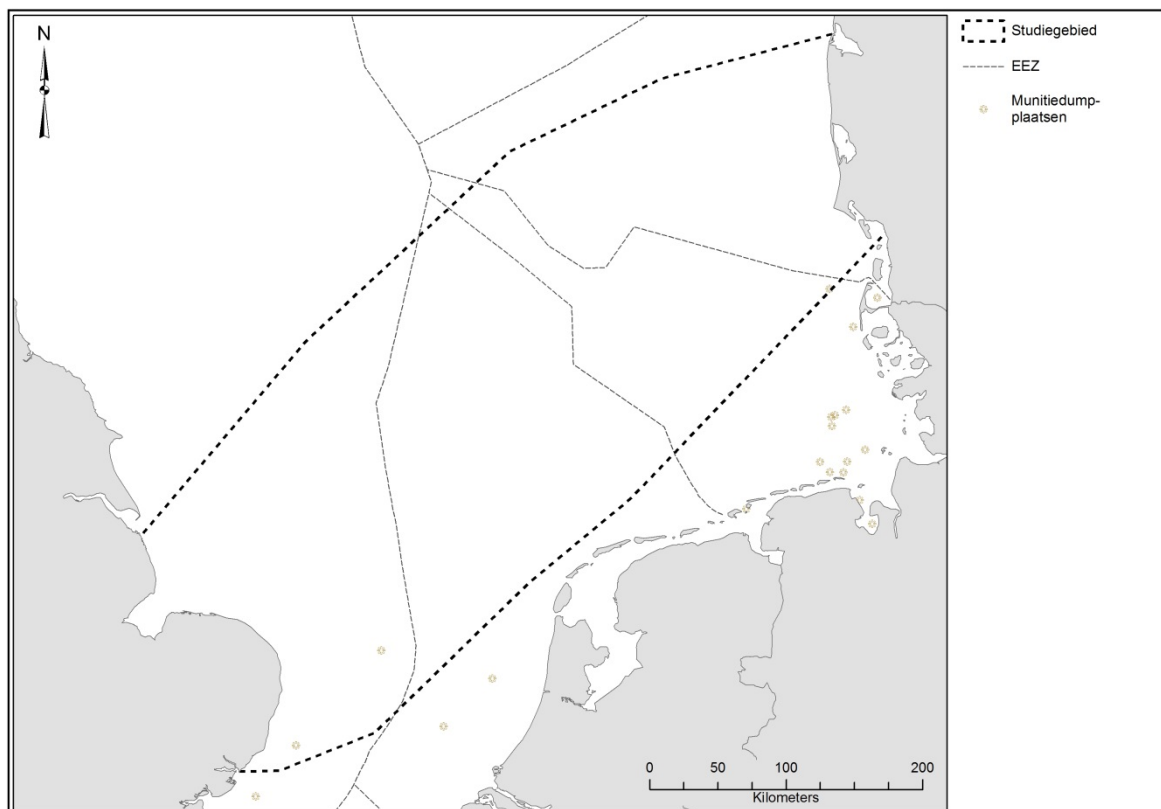 N
Studiegebied
EEZ
Munitiedump-
plaatsen
0 50 100 200
Kilometers